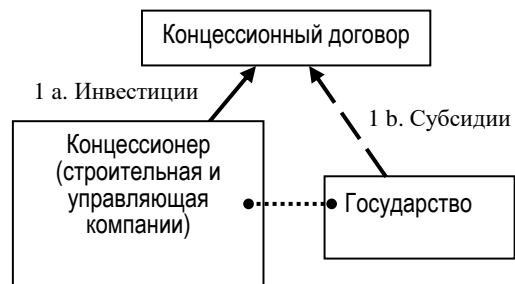 Концессионный договор
1 a. Инвестиции
1 b. Субсидии
Концессионер
(строительная и
управляющая
компании)
Государство